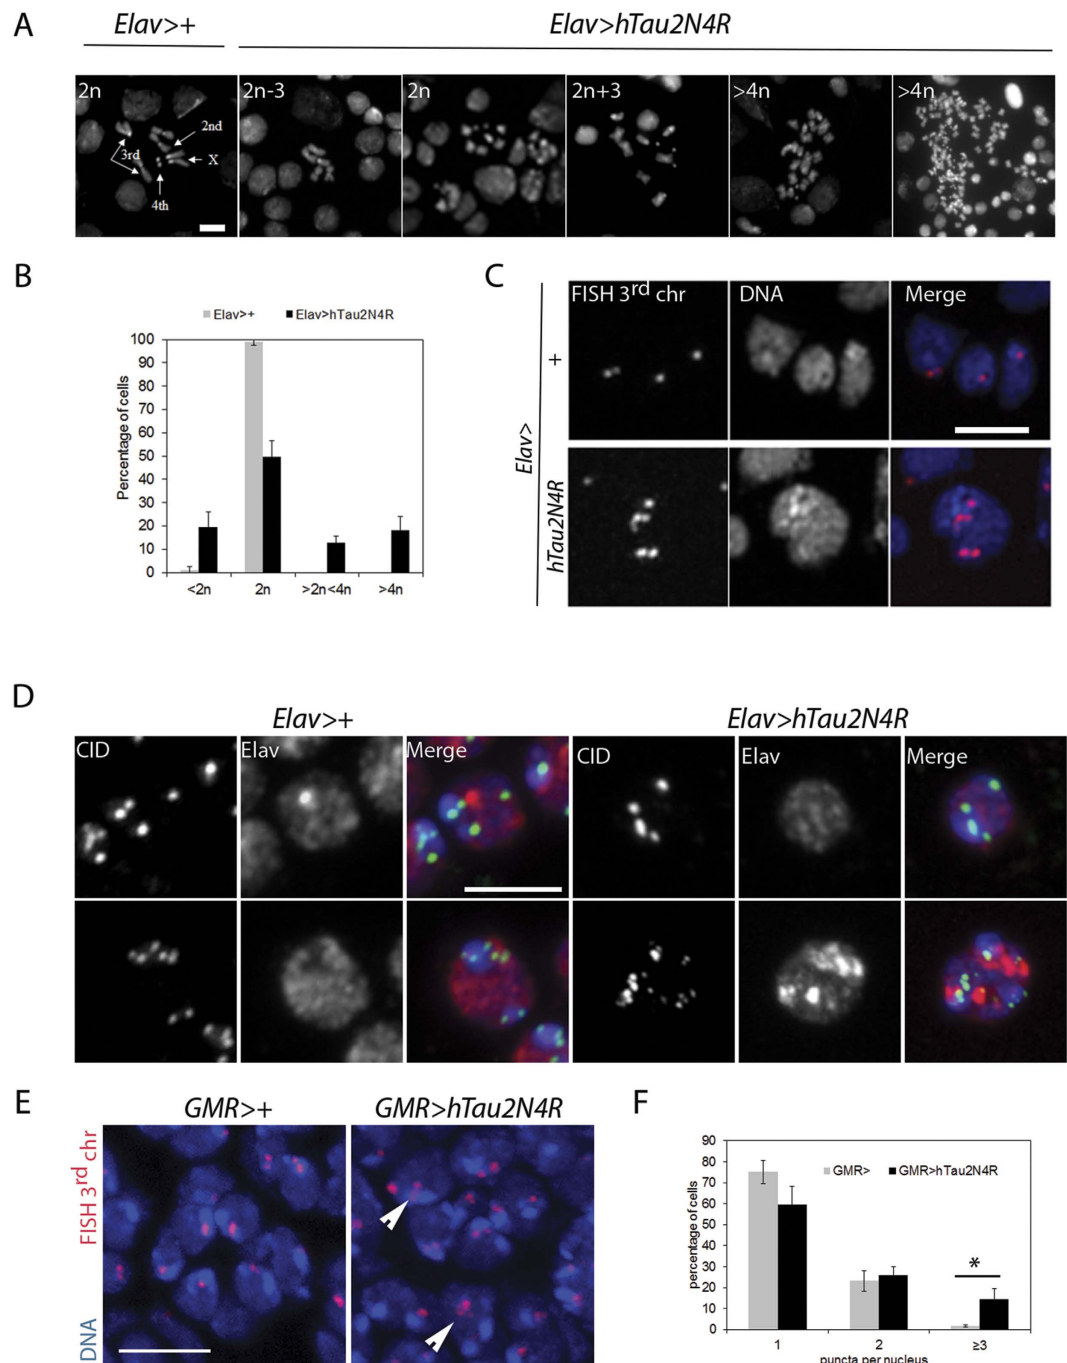 A
Elav>+
Elav>hTau2N4R
2n
2n-3
2n
2n+3
>4n
>4n
2nd
3rd
X
4th
B
Elav>+
Elav>hTau2N4R
Percentage of cells
100
90
80
70
60
50
40
30
20
10
0
<2n
2n
>2n<4n
>4n
C
FISH 3rd chr
DNA
Merge
Elav>
+
hTau2N4R
D
Elav>+
Elav>hTau2N4R
CID
Elav
Merge
CID
Elav
Merge
E
GMR>+
GMR>hTau2N4R
FISH 3rd chr
DNA
F
GMR>
GMR>hTau2N4R
percentage of cells
90
80
70
60
50
40
30
20
10
0
*
1
2
≥3
puncta per nucleus